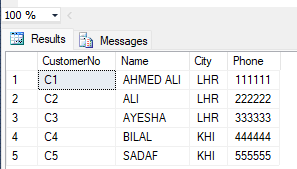 100 %
Results Messages
CustomerNo Name City Phone
1 C1 AHMED ALI LHR 111111
2 C2 ALI LHR 222222
3 C3 AYESHA LHR 333333
4 C4 BILAL KHI 444444
5 C5 SADAF KHI 555555